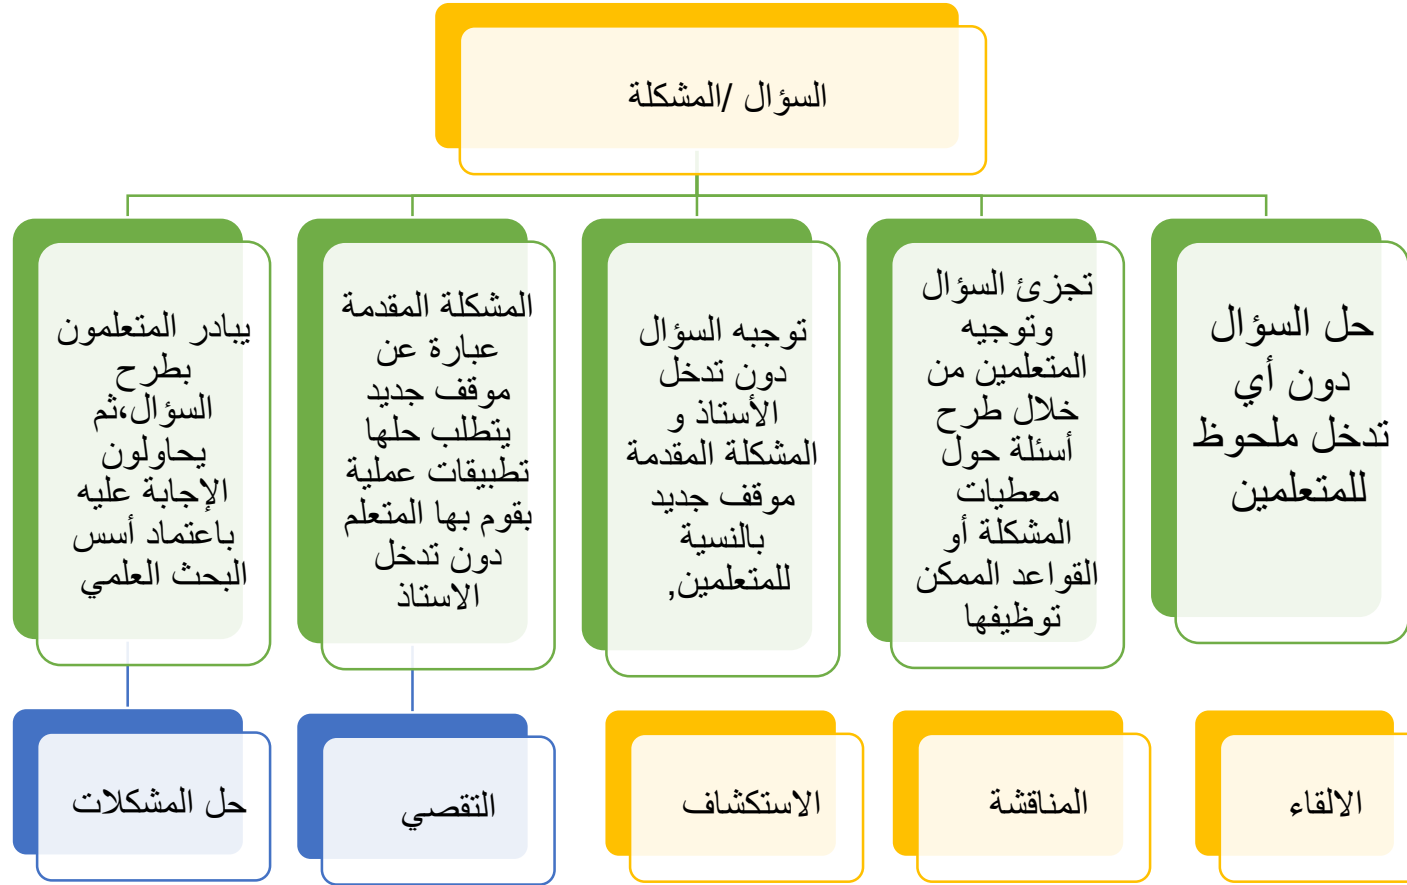 السؤال /المشكلة
حل السؤال
دون أي
تدخل ملحوظ
للمتعلمين
تجزئ السؤال
وتوجيه
المتعلمين من
خلال طرح
أسئلة حول
معطيات
المشكلة أو
القواعد الممكن
توظيفها
توجبه السؤال
دون تدخل
الأستاذ و
المشكلة المقدمة
موقف جديد
بالنسية
للمتعلمين,
المشكلة المقدمة
عبارة عن
موقف جديد
يتطلب حلها
تطبيقات عملية
بقوم بها المتعلم
دون تدخل
الاستاذ
يبادر المتعلمون
بطرح
السؤال،ثم
يحاولون
الإجابة عليه
باعتماد أسس
البحث العلمي
الالقاء
المناقشة
الاستكشاف
التقصي
حل المشكلات